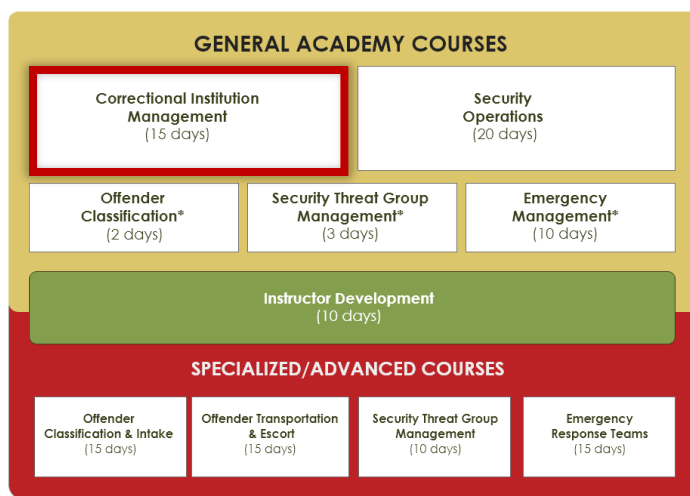 GENERAL ACADEMY COURSES
Correctional Institution
Management
(15 days)
Security
Operations
(20 days)
Offender
Classification*
(2 days)
Security Threat Group
Management*
(3 days)
Emergency
Management*
(10 days)
Instructor Development
(10 days)
SPECIALIZED/ADVANCED COURSES
Offender
Classification & Intake
(15 days)
Offender Transportation
& Escort
(15 days)
Security Threat Group
Management
(10 days)
Emergency
Response Teams
(15 days)